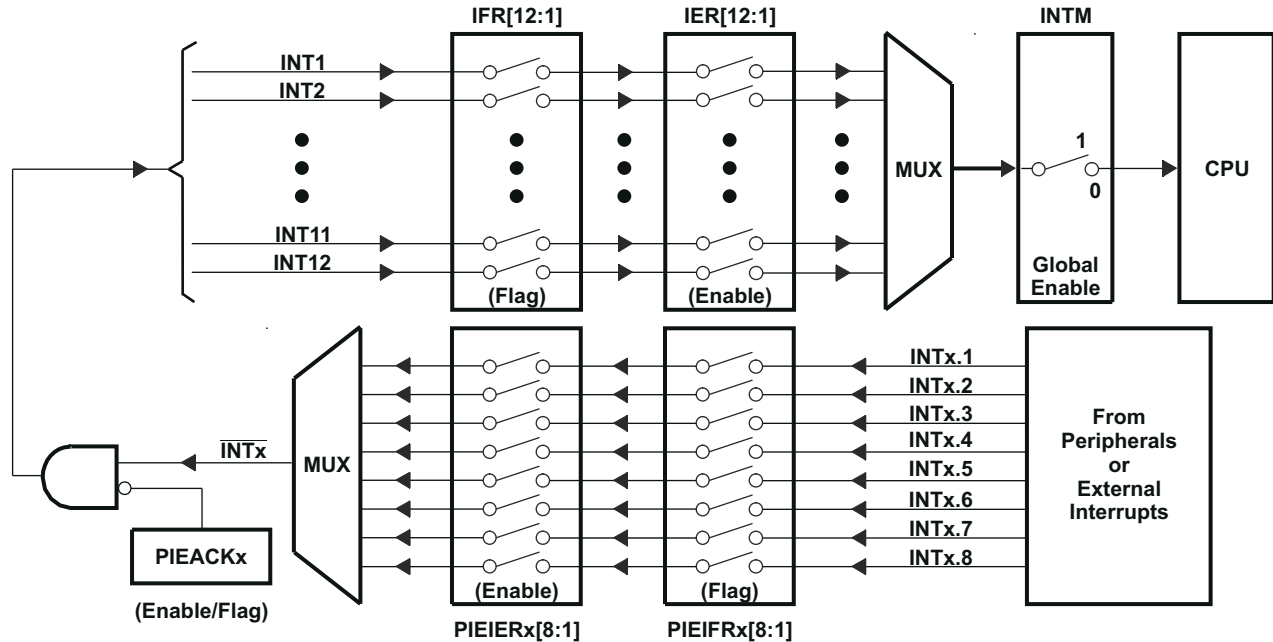 IFR[12:1]
IER[12:1]
INTM
INT1
INT2
1
MUX
CPU
0
INT11
INT12
Global
Enable
(Flag)
(Enable)
INTx.1
INTx.2
INTx.3
INTx.4
INTx.5
INTx.6
INTx.7
INTx.8
From
Peripherals
or
External
Interrupts
INTx
MUX
PIEACKx
(Enable/Flag)
(Enable)
(Flag)
PIEIERx[8:1]
PIEIFRx[8:1]